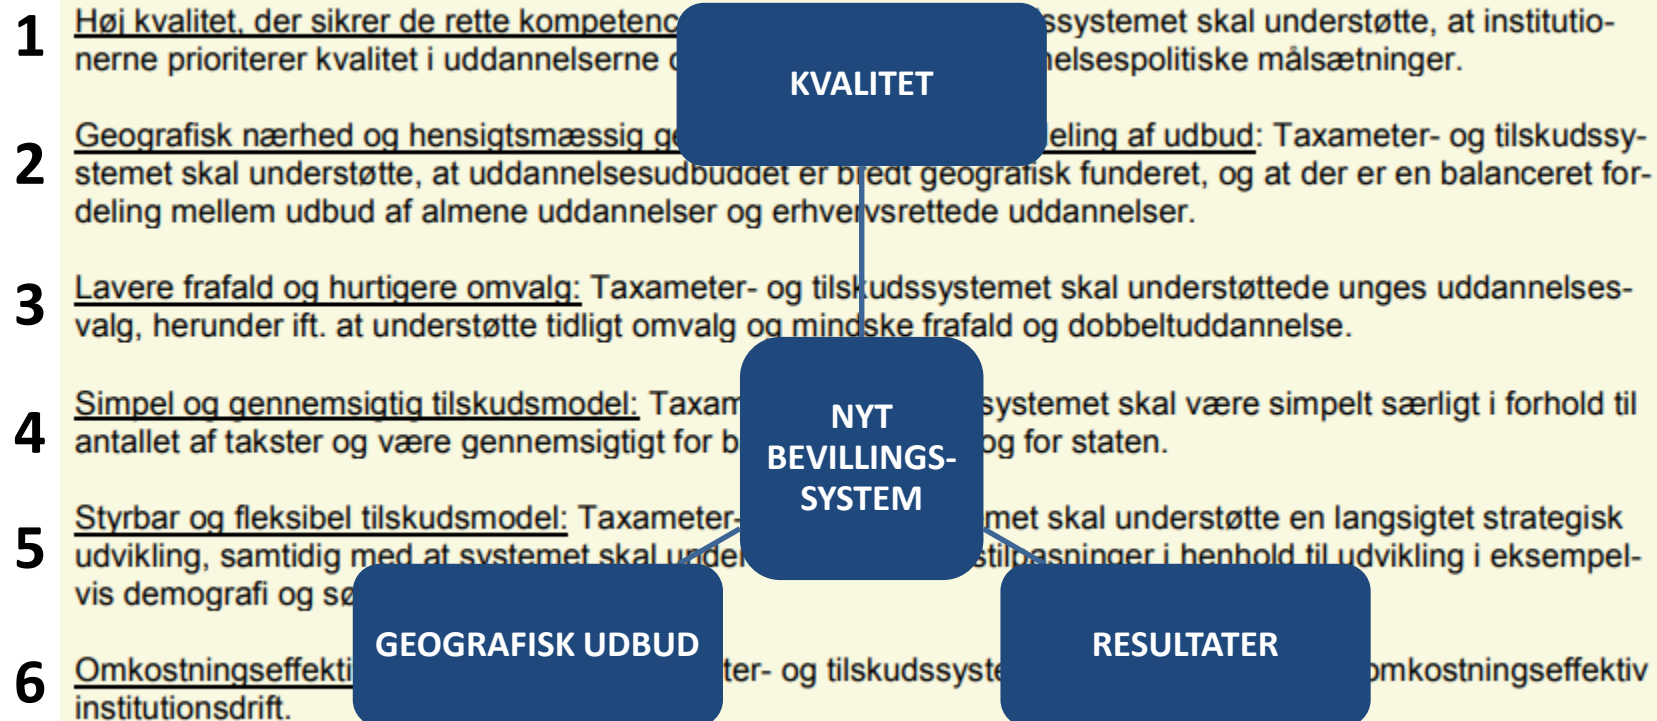 1 Høj kvalitet, der sikrer de rette kompetenc ssystemet skal understøtte, at institutio-
nerne prioriterer kvalitet i uddannelserne nelsespolitiske målsætninger.
KVALITET
2 Geografisk nærhed og hensigtsmæssig ge deling af udbud: Taxameter- og tilskudssy-
stemet skal understøtte, at uddannelsesudbuddet er bredt geografisk funderet, og at der er en balanceret for-
deling mellem udbud af almene uddannelser og erhvervsrettede uddannelser.
3 Lavere frafald og hurtigere omvalg: Taxameter- og tilskudssystemet skal understøttede unges uddannelses-
valg, herunder ift. at understøtte tidligt omvalg og mindske frafald og dobbeltuddannelse.
4 Simpel og gennemsigtig tilskudsmodel: Taxam systemet skal være simpelt særligt i forhold til
antallet af takster og være gennemsigtigt for b og for staten.
NYT
BEVILLINGS-
SYSTEM
5 Styrbar og fleksibel tilskudsmodel: Taxameter- met skal understøtte en langsigtet strategisk
udvikling, samtidig med at systemet skal under stilpasninger i henhold til udvikling i eksempel-
vis demografi og sø
GEOGRAFISK UDBUD
RESULTATER
6 Omkostningseffekti ter- og tilskudssyste omkostningseffektiv
institutionsdrift.